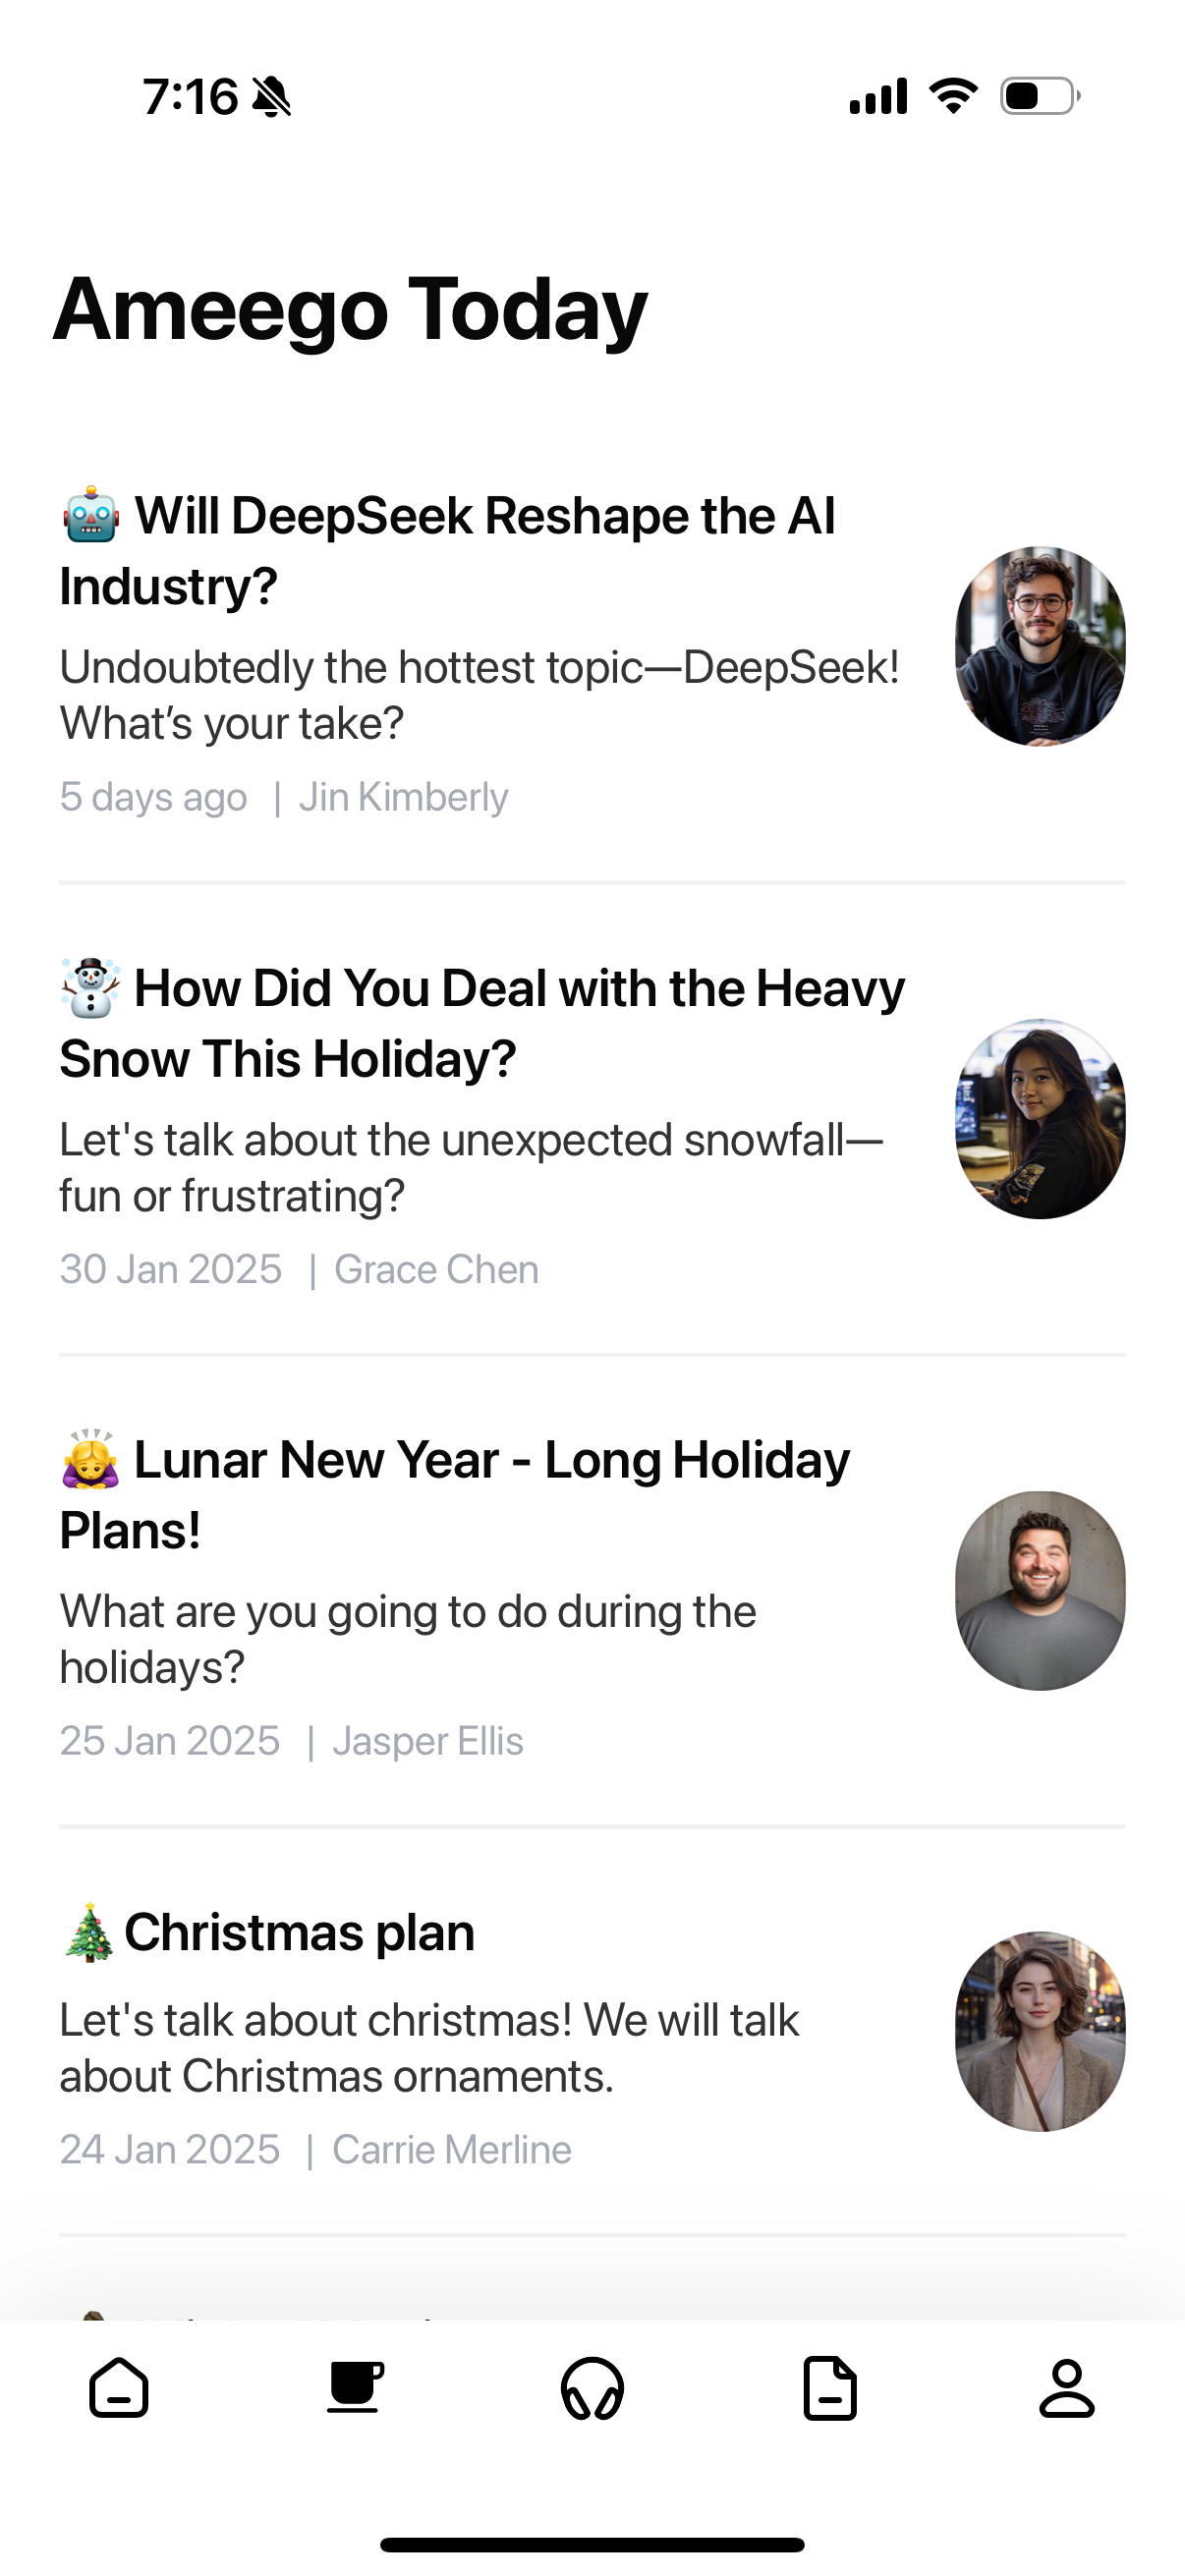 7:16
Ameego Today
🤖 Will DeepSeek Reshape the AI
Industry?
Undoubtedly the hottest topic—DeepSeek!
What’s your take?
5 days ago | Jin Kimberly
☃️ How Did You Deal with the Heavy
Snow This Holiday?
Let's talk about the unexpected snowfall—
fun or frustrating?
30 Jan 2025 | Grace Chen
🙇‍♀️ Lunar New Year - Long Holiday
Plans!
What are you going to do during the
holidays?
25 Jan 2025 | Jasper Ellis
🎄Christmas plan
Let's talk about christmas! We will talk
about Christmas ornaments.
24 Jan 2025 | Carrie Merline